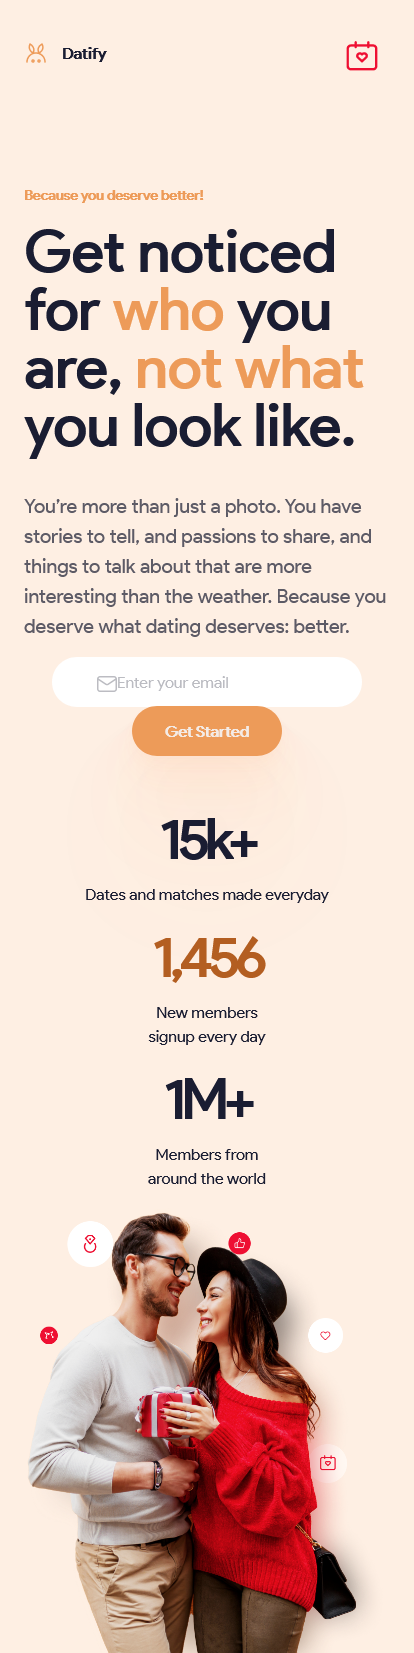 Datify
Because you deserve better!
Get noticed
for who you
are, not what
you look like.
You’re more than just a photo. You have
stories to tell, and passions to share, and
things to talk about that are more
interesting than the weather. Because you
deserve what dating deserves: better.
Enter your email
Get Started
15k+
Dates and matches made everyday
1,456
New members
signup every day
1M+
Members from
around the world